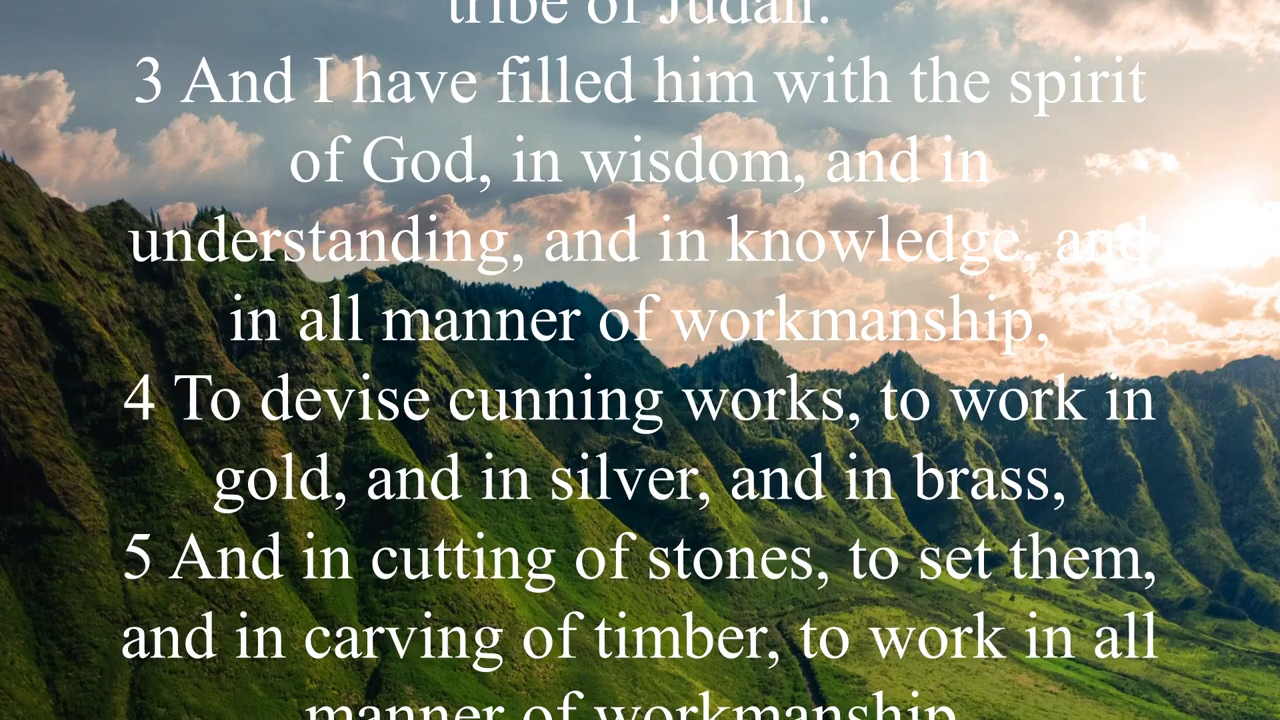 tribe of Judah.
3 And I have filled him with the spirit
of God, in wisdom, and in
understanding, and in knowledge, and
in all manner of workmanship,
4 To devise cunning works, to work in
gold, and in silver, and in brass,
5 And in cutting of stones, to set them,
and in carving of timber, to work in all
manner of workmanship